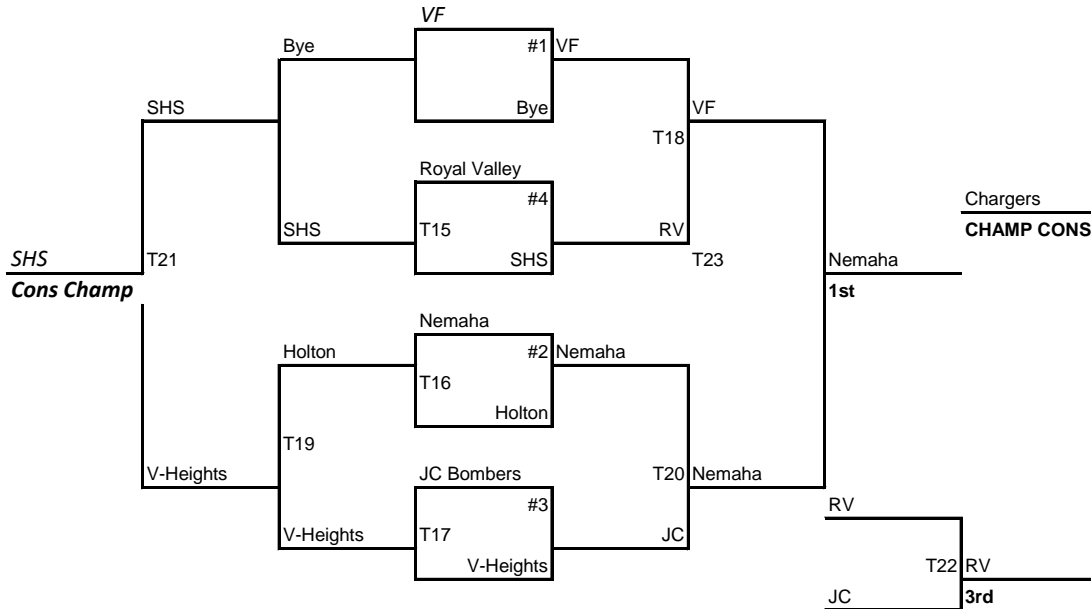 VF
Bye
#1 VF
SHS
Bye
VF
T18
Royal Valley
#4
Chargers
SHS
T15
RV
CHAMP CONS
SHS
SHS
T21
T23
Nemaha
Cons Champ
1st
Nemaha
Holton
#2 Nemaha
T16
Holton
T19
V-Heights
JC Bombers
T20 Nemaha
#3
RV
V-Heights
T17
JC
V-Heights
T22 RV
JC
3rd